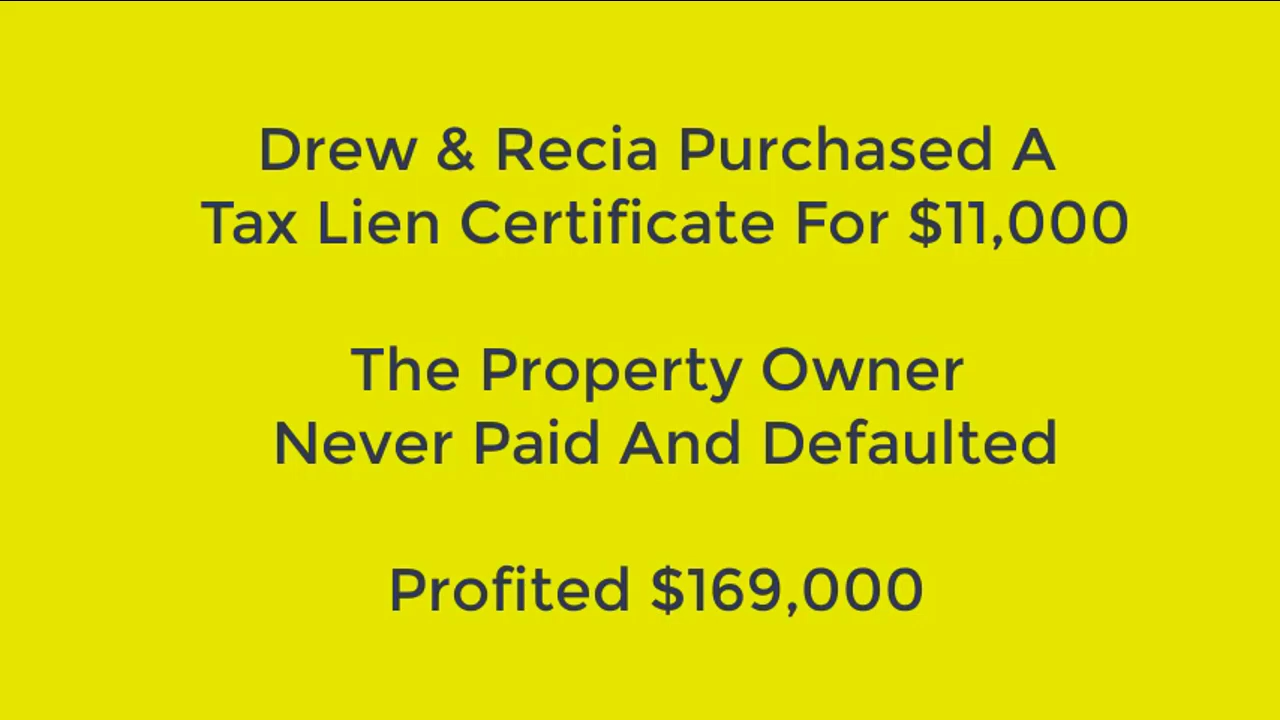 Drew & Recia Purchased A
Tax Lien Certificate For $11,000
The Property Owner
Never Paid And Defaulted
Profited $169,000